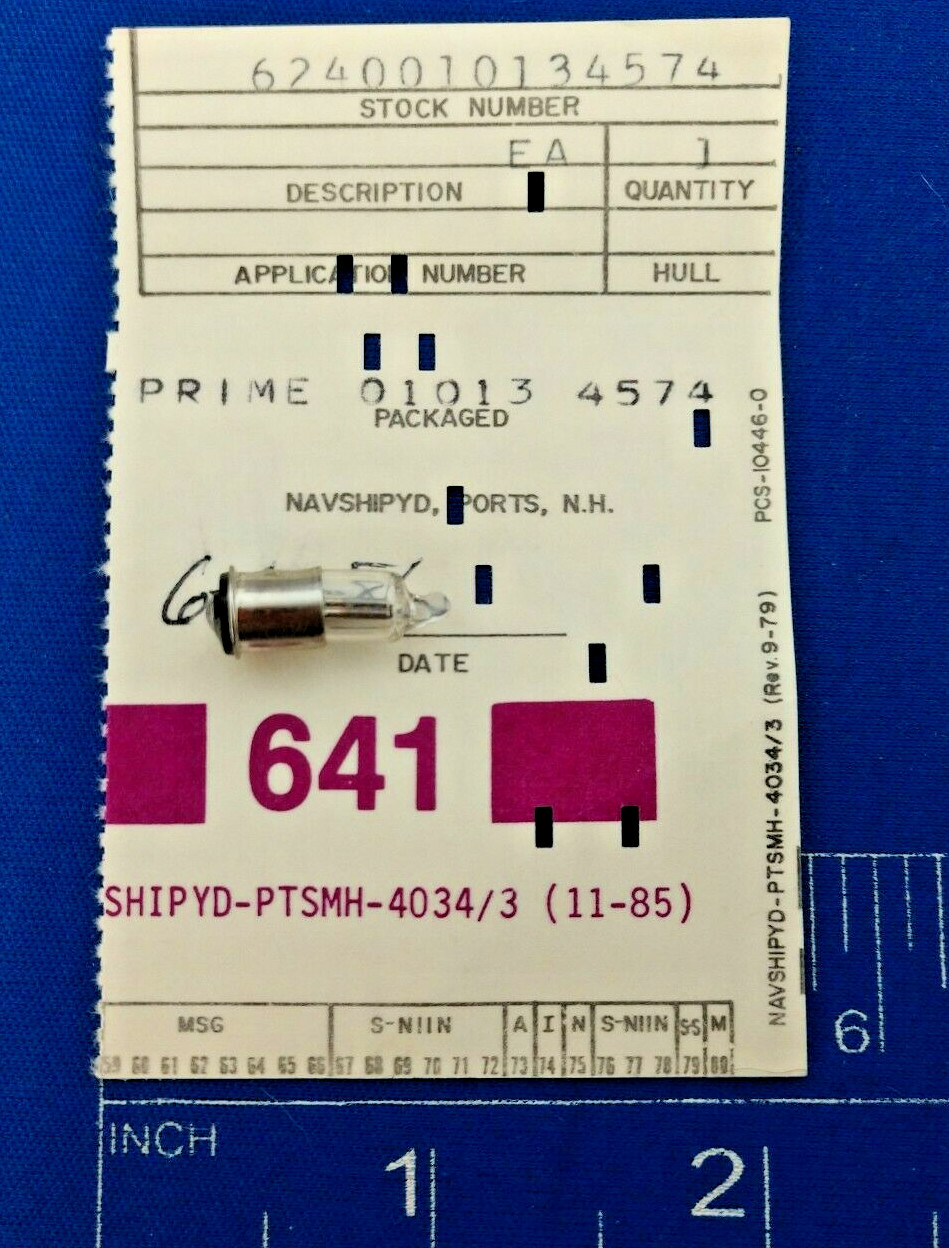 6240010134574
STOCK NUMBER
EA 1
DESCRIPTION QUANTITY
APPLICATION NUMBER HULL
PRIME 01013 4574
PACKAGED
NAVSHIPYD, PORTS, N.H.
DATE
641
SHIPYD-PTSMH-4034/3 (11-85)
NAVSHIPYD-PTSMH-4034/3 (Rev. 9-79) PCS-10446-0
MSG S-NIIN A I N S-NIIN SS M
59 60 61 62 63 64 65 66 67 68 69 70 71 72 73 74 75 76 77 78 79 80
6
INCH
1 2